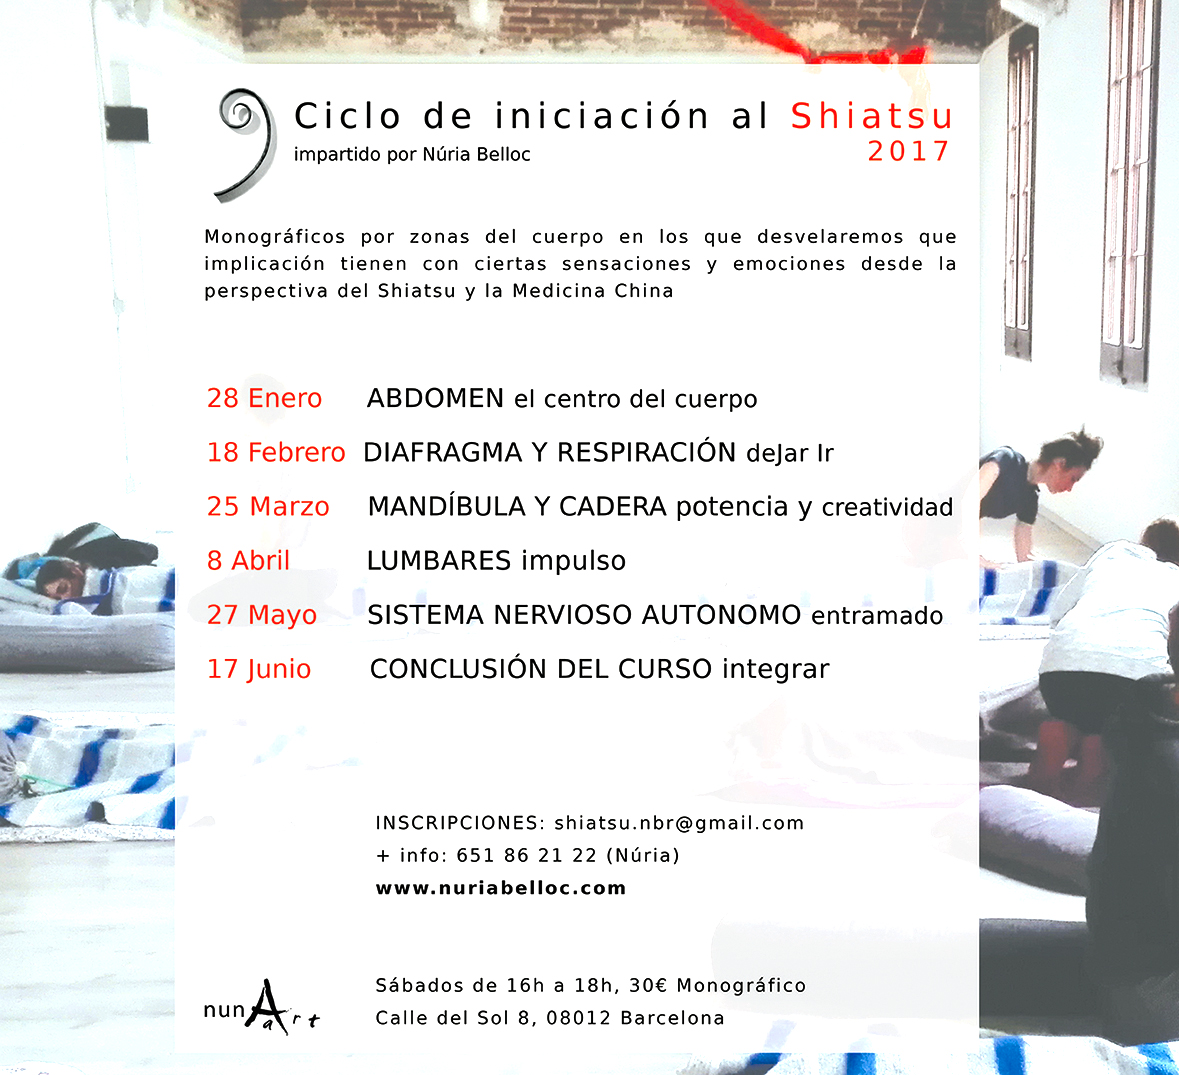 Ciclo de iniciación al Shiatsu
impartido por Núria Belloc 2017
Monográficos por zonas del cuerpo en los que desvelaremos que
implicación tienen con ciertas sensaciones y emociones desde la
perspectiva del Shiatsu y la Medicina China
28 Enero ABDOMEN el centro del cuerpo
18 Febrero DIAFRAGMA Y RESPIRACIÓN deJar Ir
25 Marzo MANDÍBULA Y CADERA potencia y creatividad
8 Abril LUMBARES impulso
27 Mayo SISTEMA NERVIOSO AUTONOMO entramado
17 Junio CONCLUSIÓN DEL CURSO integrar
INSCRIPCIONES: shiatsu.nbr@gmail.com
+ info: 651 86 21 22 (Núria)
www.nuriabelloc.com
Sábados de 16h a 18h, 30€ Monográfico
Calle del Sol 8, 08012 Barcelona
nunA
art